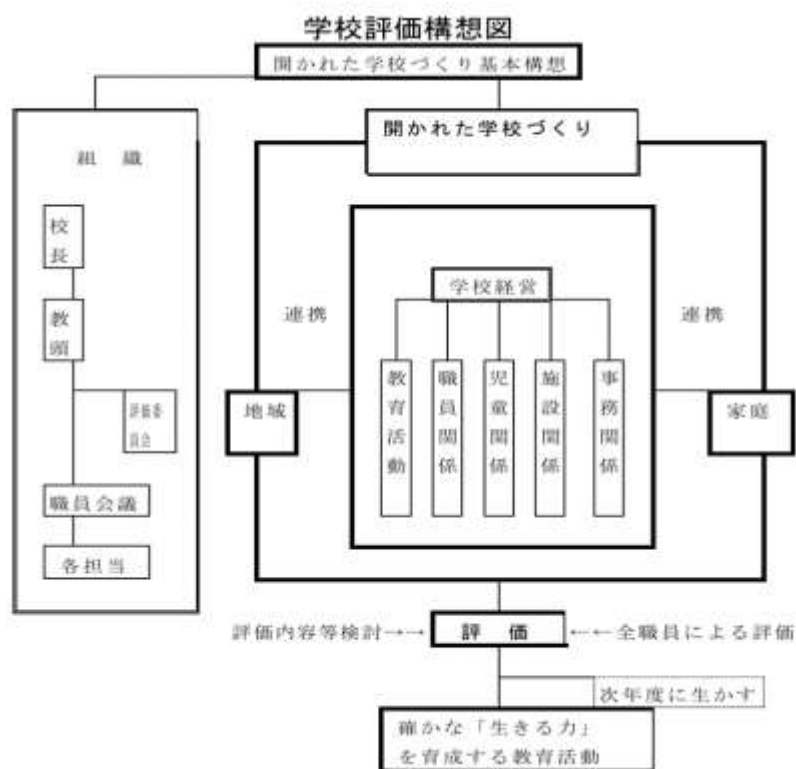 学校評価構想図
開かれた学校づくり基本構想
開かれた学校づくり
組　織
校長
教頭
評価委
員会
職員会議
各担当
学校経営
連携
連携
教育活動
職員関係
児童関係
施設関係
事務関係
地域
家庭
評価内容等検討→→
評　価
←←全職員による評価
次年度に生かす
確かな「生きる力」
を育成する教育活動